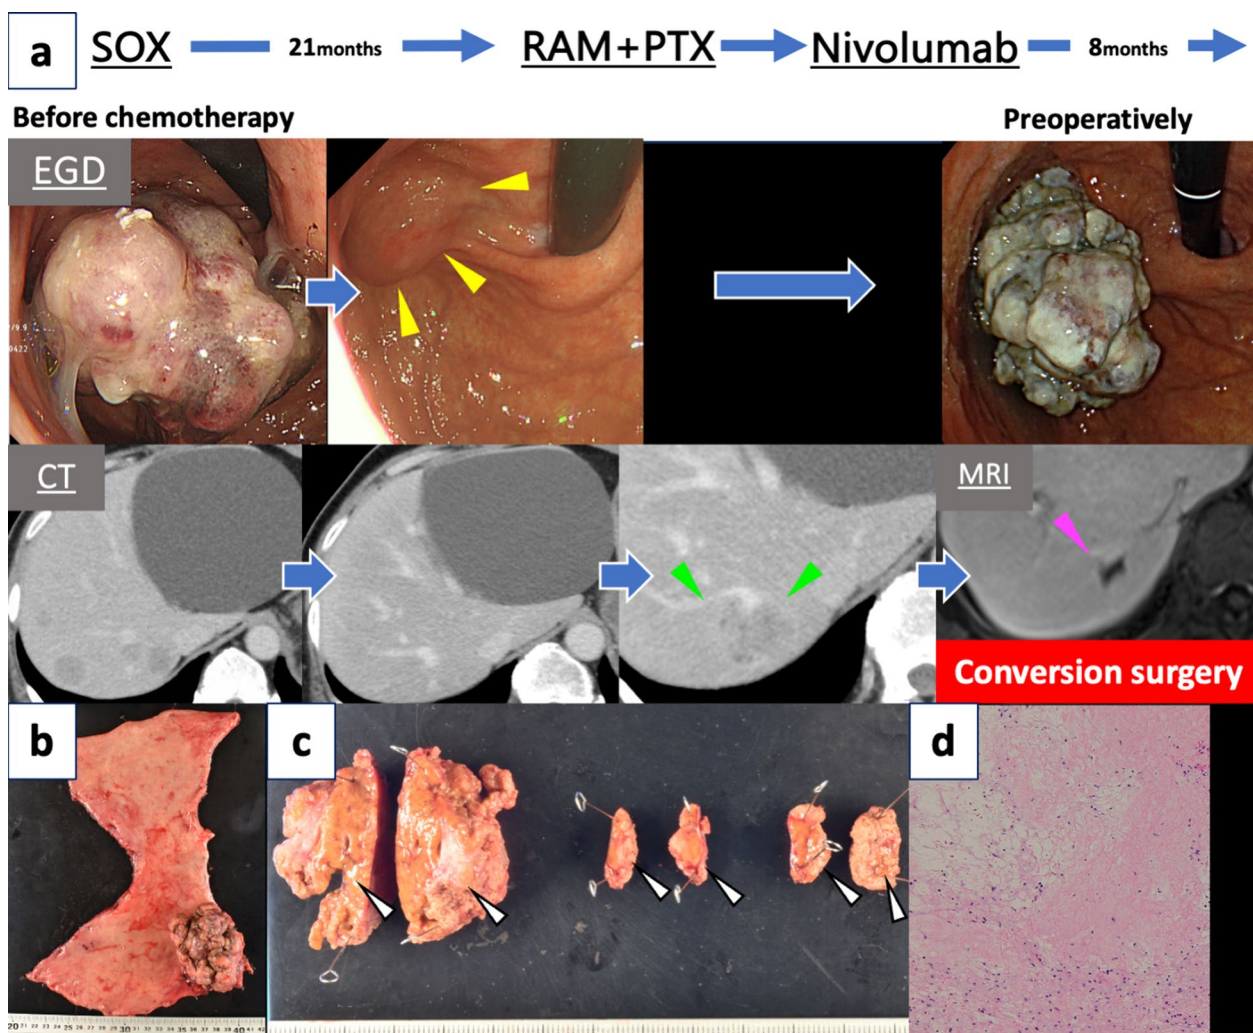 a SOX 21months RAM+PTX Nivolumab 8months
Before chemotherapy Preoperatively
EGD
CT MRI
Conversion surgery
b c d